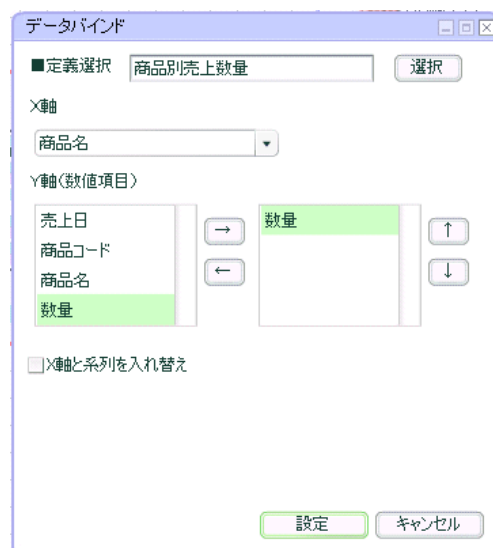 データバインド
■定義選択 商品別売上数量 選択
X軸
商品名
Y軸(数値項目)
売上日 → 数量 ↑
商品コード
← ↓
商品名
数量
X軸と系列を入れ替え
設定 キャンセル